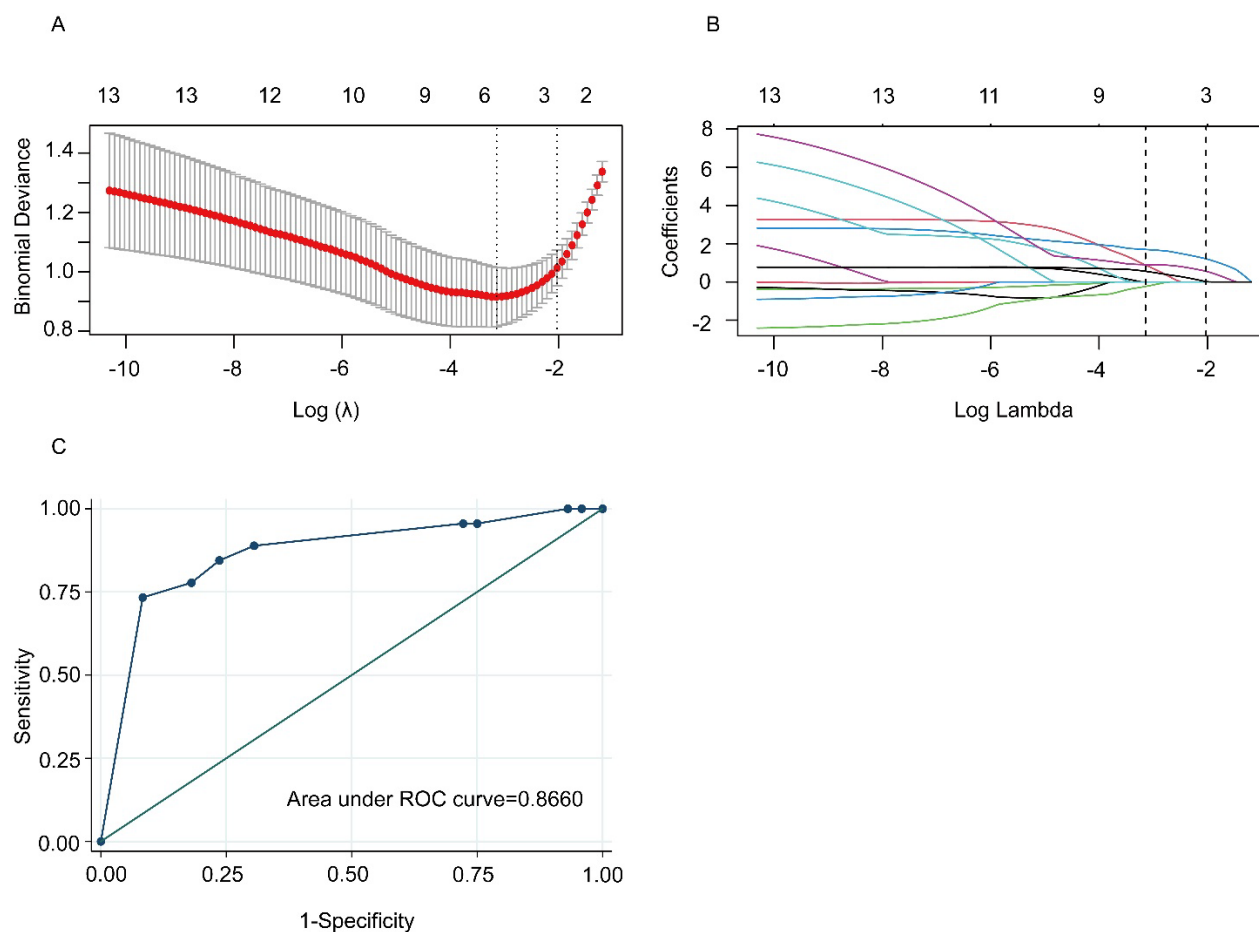 A
13 13 12 10 9 6 3 2
Binomial Deviance
1.4
1.2
1.0
0.8
-10 -8 -6 -4 -2
Log (λ)
B
13 13 11 9 3
Coefficients
8
6
4
2
0
-2
-10 -8 -6 -4 -2
Log Lambda
C
Sensitivity
1.00
0.75
0.50
0.25
0.00
Area under ROC curve=0.8660
0.00 0.25 0.50 0.75 1.00
1-Specificity